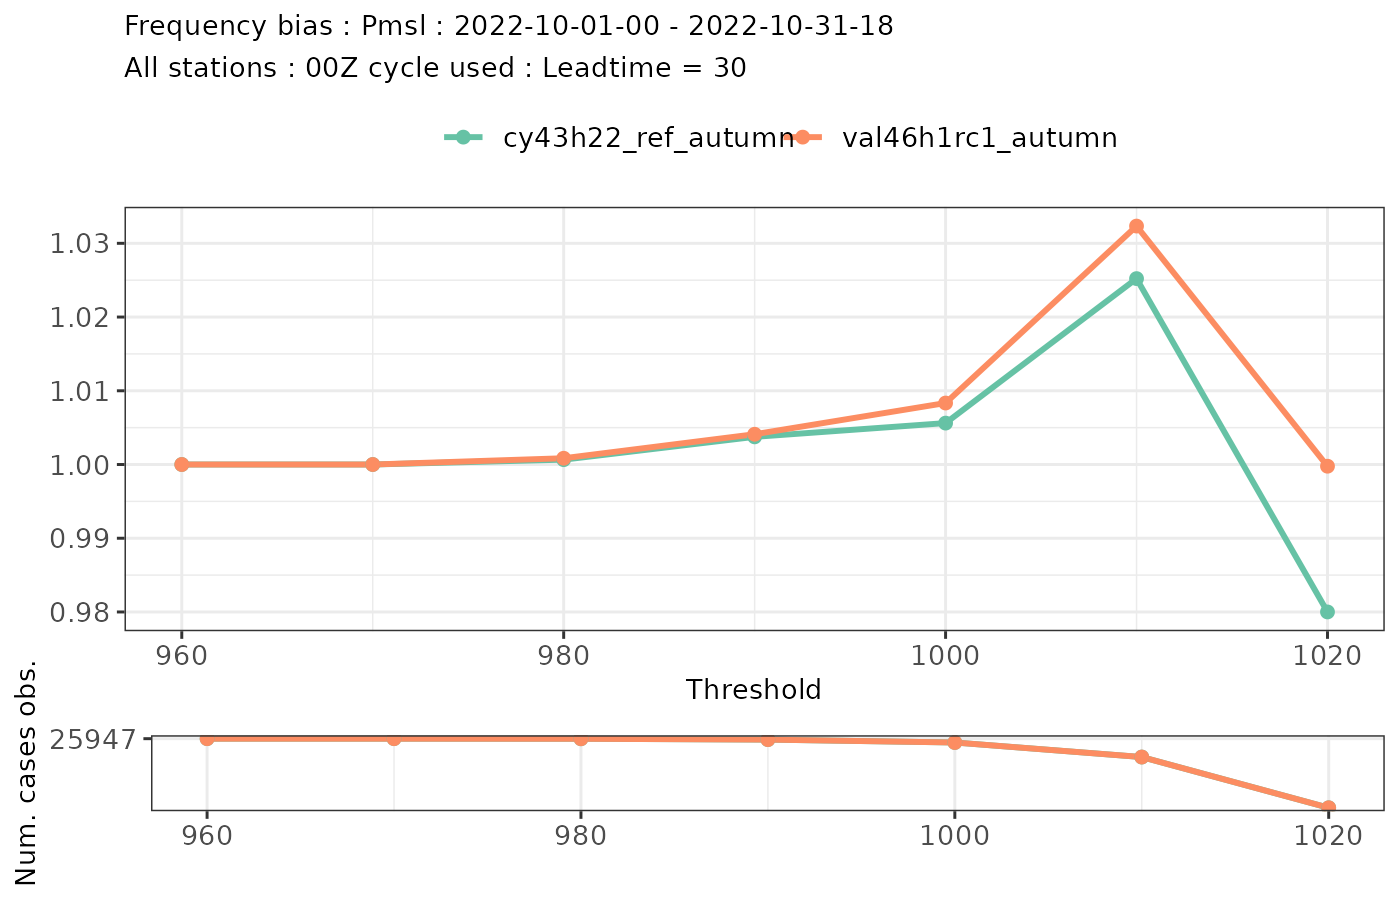 Frequency bias : Pmsl : 2022-10-01-00 - 2022-10-31-18
All stations : 00Z cycle used : Leadtime = 30
cy43h22_ref_autumn val46h1rc1_autumn
1.03
1.02
1.01
1.00
0.99
0.98
960 980 1000 1020
Threshold
Num. cases obs.
25947
960 980 1000 1020